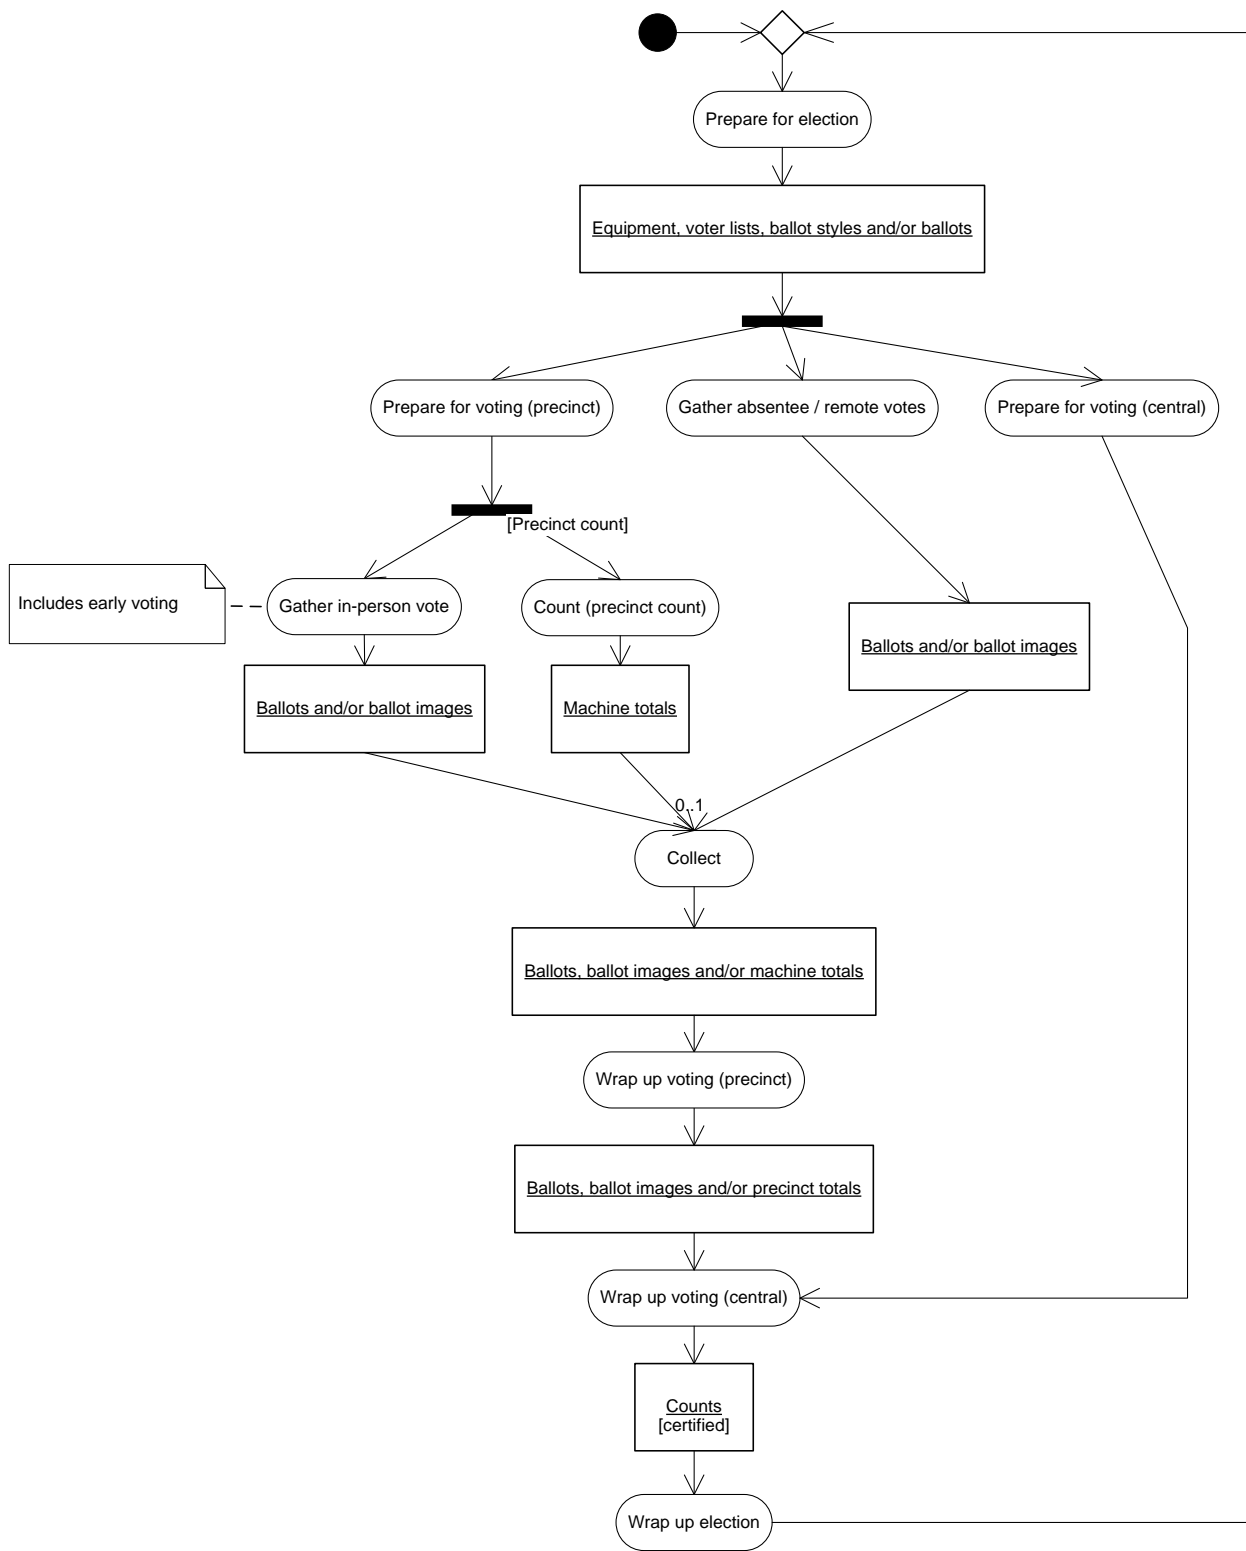 Prepare for election
Equipment, voter lists, ballot styles and/or ballots
Prepare for voting (precinct)
Gather absentee / remote votes
Prepare for voting (central)
[Precinct count]
Includes early voting
Gather in-person vote
Count (precinct count)
Ballots and/or ballot images
Ballots and/or ballot images
Machine totals
0..1
Collect
Ballots, ballot images and/or machine totals
Wrap up voting (precinct)
Ballots, ballot images and/or precinct totals
Wrap up voting (central)
Counts
[certified]
Wrap up election